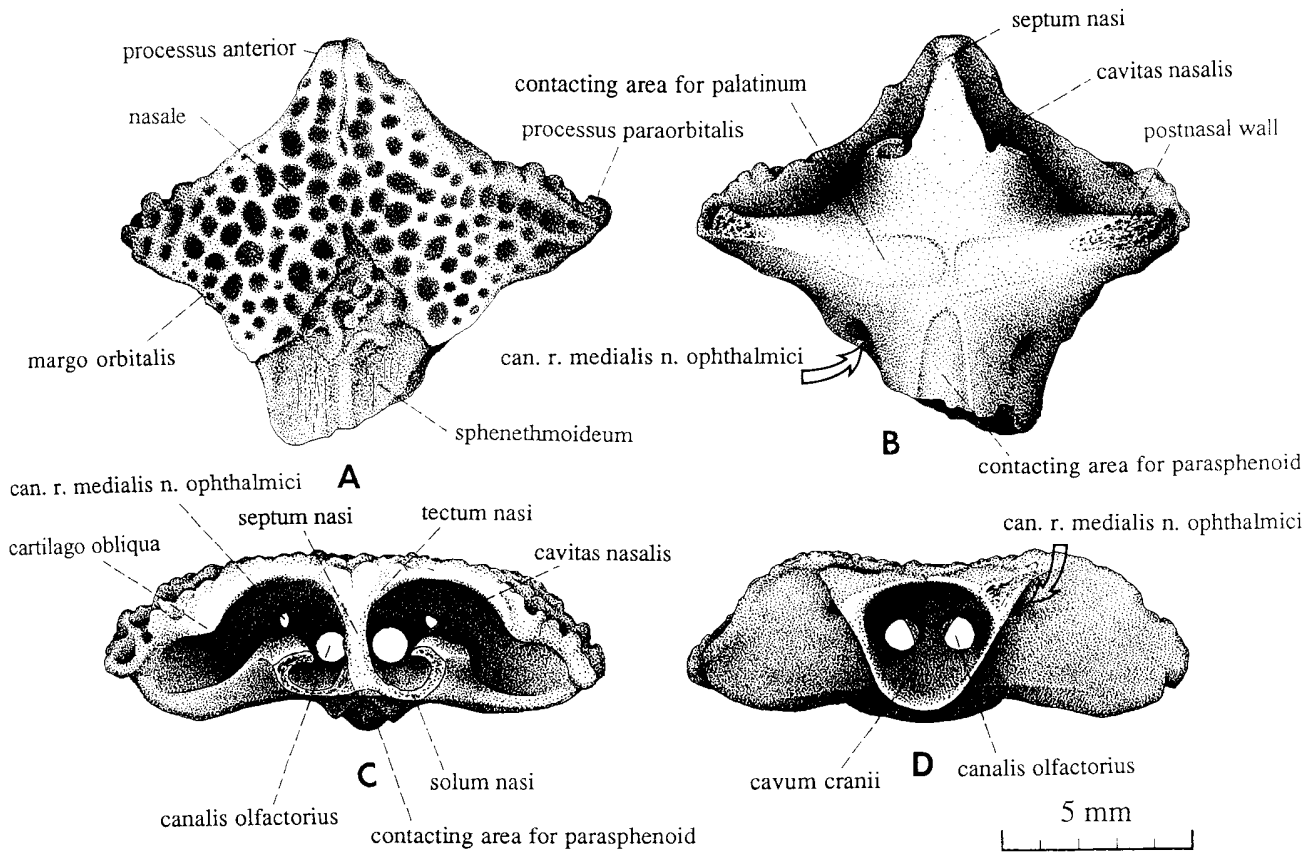 processus anterior
nasale
margo orbitalis
sphenethmoideum
A
septum nasi
contacting area for palatinum
cavitas nasalis
processus paraorbitalis
postnasal wall
can. r. medialis n. ophthalmici
B
contacting area for parasphenoid
can. r. medialis n. ophthalmici
septum nasi
tectum nasi
cartilago obliqua
cavitas nasalis
C
solum nasi
canalis olfactorius
contacting area for parasphenoid
can. r. medialis n. ophthalmici
D
cavum cranii
canalis olfactorius
5 mm